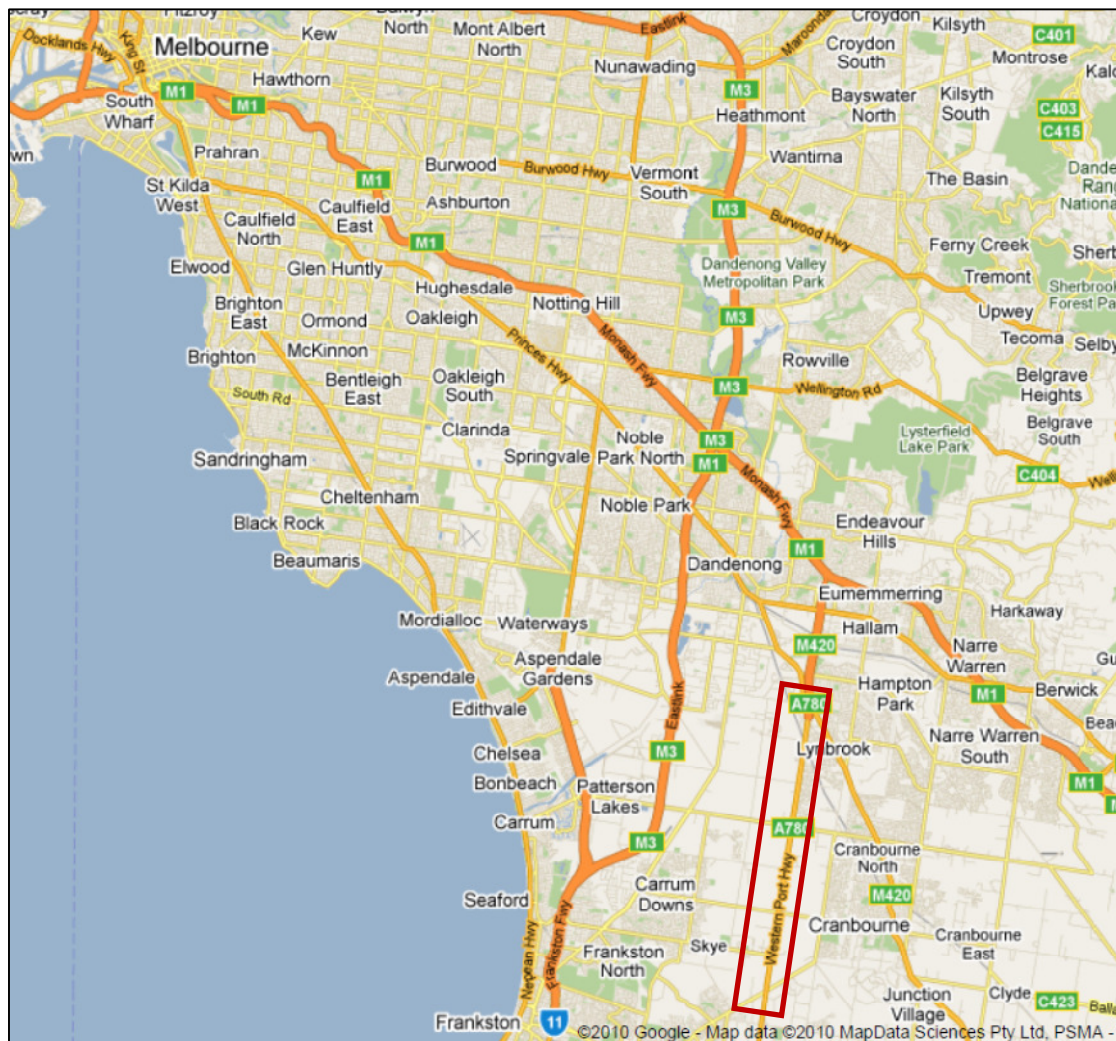 Fitzroy
Kew
Mont Albert
North
Balwyn
North
Eastlink
Croydon
Kilsyth
C401
Docklands Hwy
King St
Melbourne
Nunawading
Croydon
South
Montrose
Hawthorn
M1
M1
M3
Bayswater
North
Kilsyth
South
C403
South
Wharf
Heathmont
C415
Prahran
Burwood
Burwood Hwy
Vermont
South
Wantirna
The Basin
M1
St Kilda
West
Caulfield
East
Ashburton
M3
Burwood Hwy
Caulfield
North
M1
Ferny Creek
Elwood
Glen Huntly
Dandenong Valley
Metropolitan Park
Tremont
Hughesdale
Notting Hill
Brighton
East
Ormond
Oakleigh
M3
Upwey
Tecoma
Selby
McKinnon
Princes Hwy
Monash Fwy
Rowville
Brighton
Bentleigh
East
Oakleigh
South
M3
Wellington Rd
Belgrave
Heights
South Rd
Clarinda
Noble
Park North
M3
Lysterfield
Lake Park
Belgrave
South
Sandringham
Springvale
M1
Monash Fwy
C404
Cheltenham
Noble Park
Black Rock
Endeavour
Hills
Beaumaris
M1
Dandenong
Eumemmerring
Mordialloc
Waterways
Harkaway
Hallam
M420
Narre
Warren
Aspendale
Aspendale
Gardens
Hampton
Park
M1
Berwick
Edithvale
Eastlink
A780
Narre Warren
South
Chelsea
M3
Lynbrook
Bonbeach
Patterson
Lakes
M1
Carrum
A780
M3
Cranbourne
North
Seaford
Carrum
Downs
Western Port Hwy
M420
Cranbourne
Nepean Hwy
Frankston Fwy
Frankston
North
Skye
Cranbourne
East
Junction
Village
Clyde
C423
Frankston
11
©2010 Google - Map data ©2010 MapData Sciences Pty Ltd, PSMA -